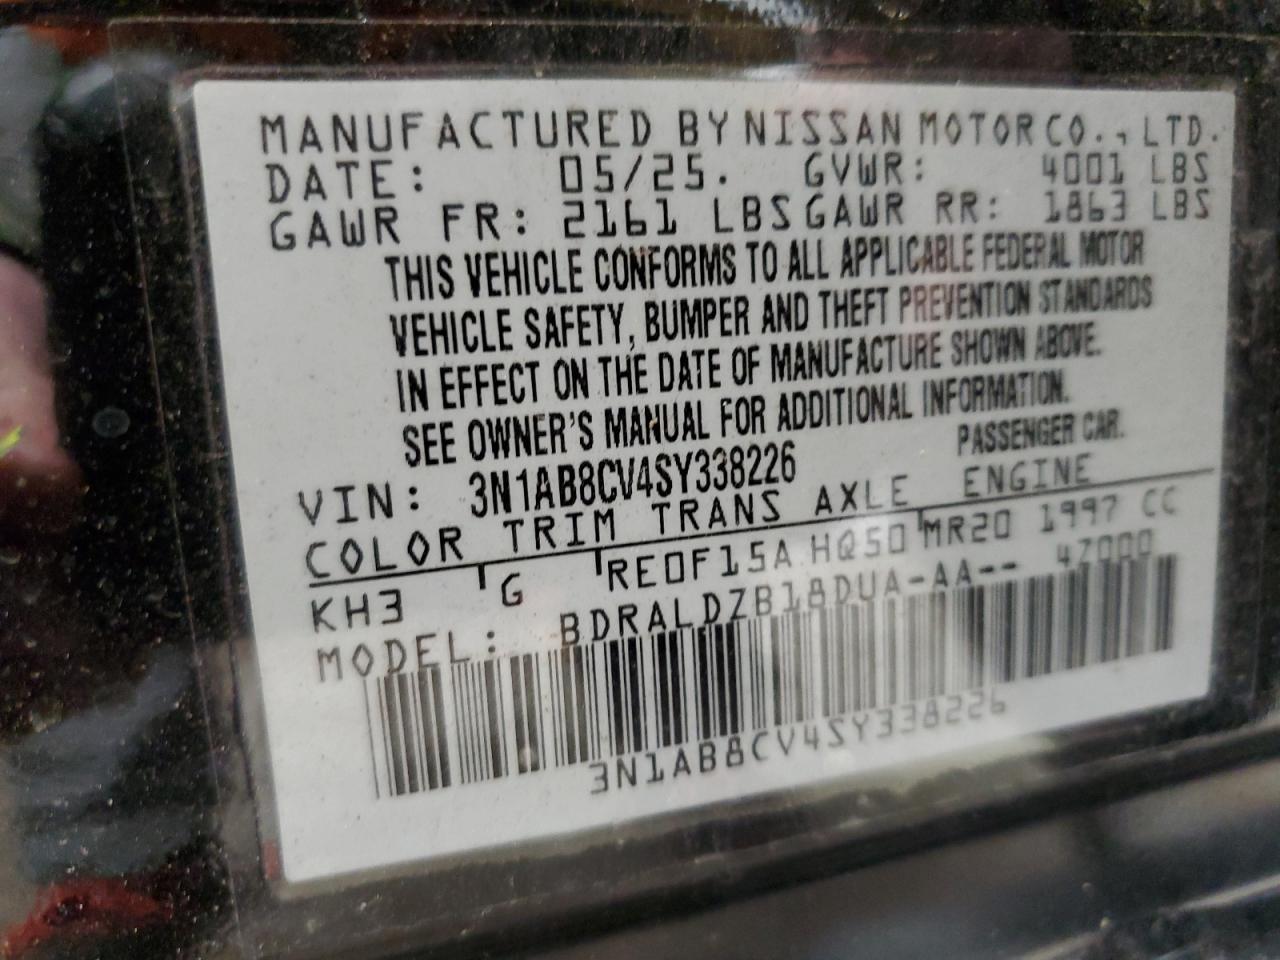 MANUFACTURED BY NISSAN MOTOR CO., LTD.
DATE: 05/25. GVWR: 4001 LBS
GAWR FR: 2161 LBS GAWR RR: 1863 LBS
THIS VEHICLE CONFORMS TO ALL APPLICABLE FEDERAL MOTOR
VEHICLE SAFETY, BUMPER AND THEFT PREVENTION STANDARDS
IN EFFECT ON THE DATE OF MANUFACTURE SHOWN ABOVE.
SEE OWNER'S MANUAL FOR ADDITIONAL INFORMATION.
VIN: 3N1AB8CV4SY338226 PASSENGER CAR.
COLOR TRIM TRANS AXLE ENGINE
KH3 G RE0F15A HQ50 MR20 1997 CC
MODEL: BDRALDZB18DUA-AA-- 47000
3N1AB8CV4SY338226